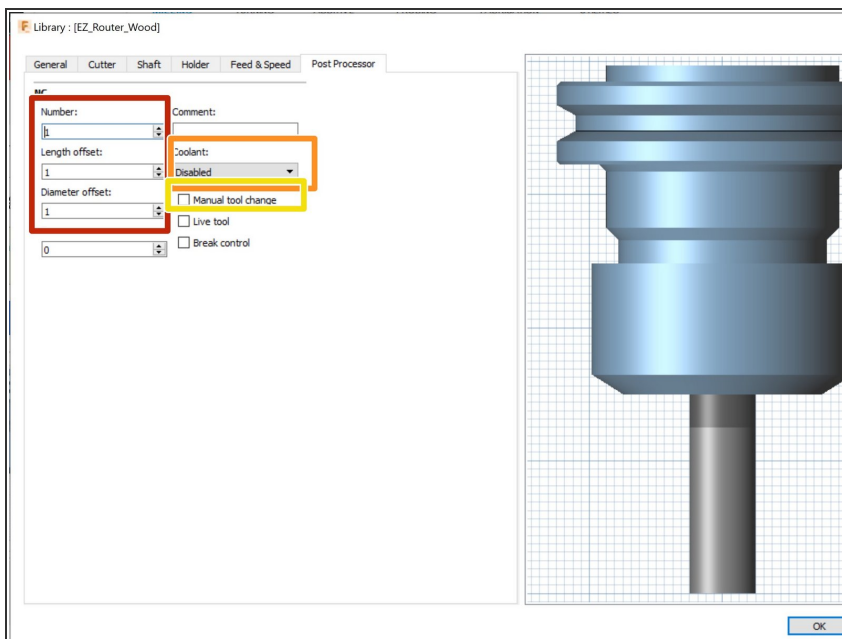 Library : [EZ_Router_Wood]
General Cutter Shaft Holder Feed & Speed Post Processor
NC
Number: Comment:
1
Length offset: Coolant:
1 Disabled
Diameter offset: Manual tool change
1 Live tool
0 Break control
OK